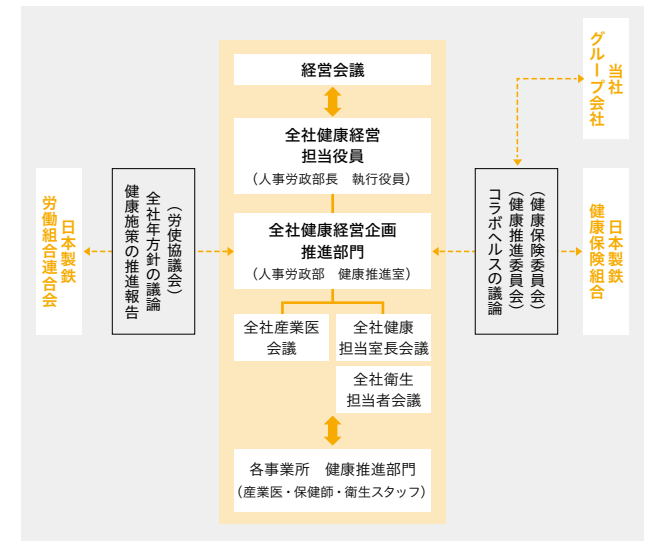 経営会議
全社健康経営
担当役員
（人事労政部長　執行役員）
全社健康経営企画
推進部門
（人事労政部　健康推進室）
全社産業医
会議
全社健康
担当室長会議
全社衛生
担当者会議
各事業所　健康推進部門
（産業医・保健師・衛生スタッフ）
日本製鉄
労働組合連合会
（労使協議会）
全社年方針の議論
健康施策の推進報告
（健康保険委員会）
（健康推進委員会）
コラボヘルスの議論
当社
グループ会社
日本製鉄
健康保険組合